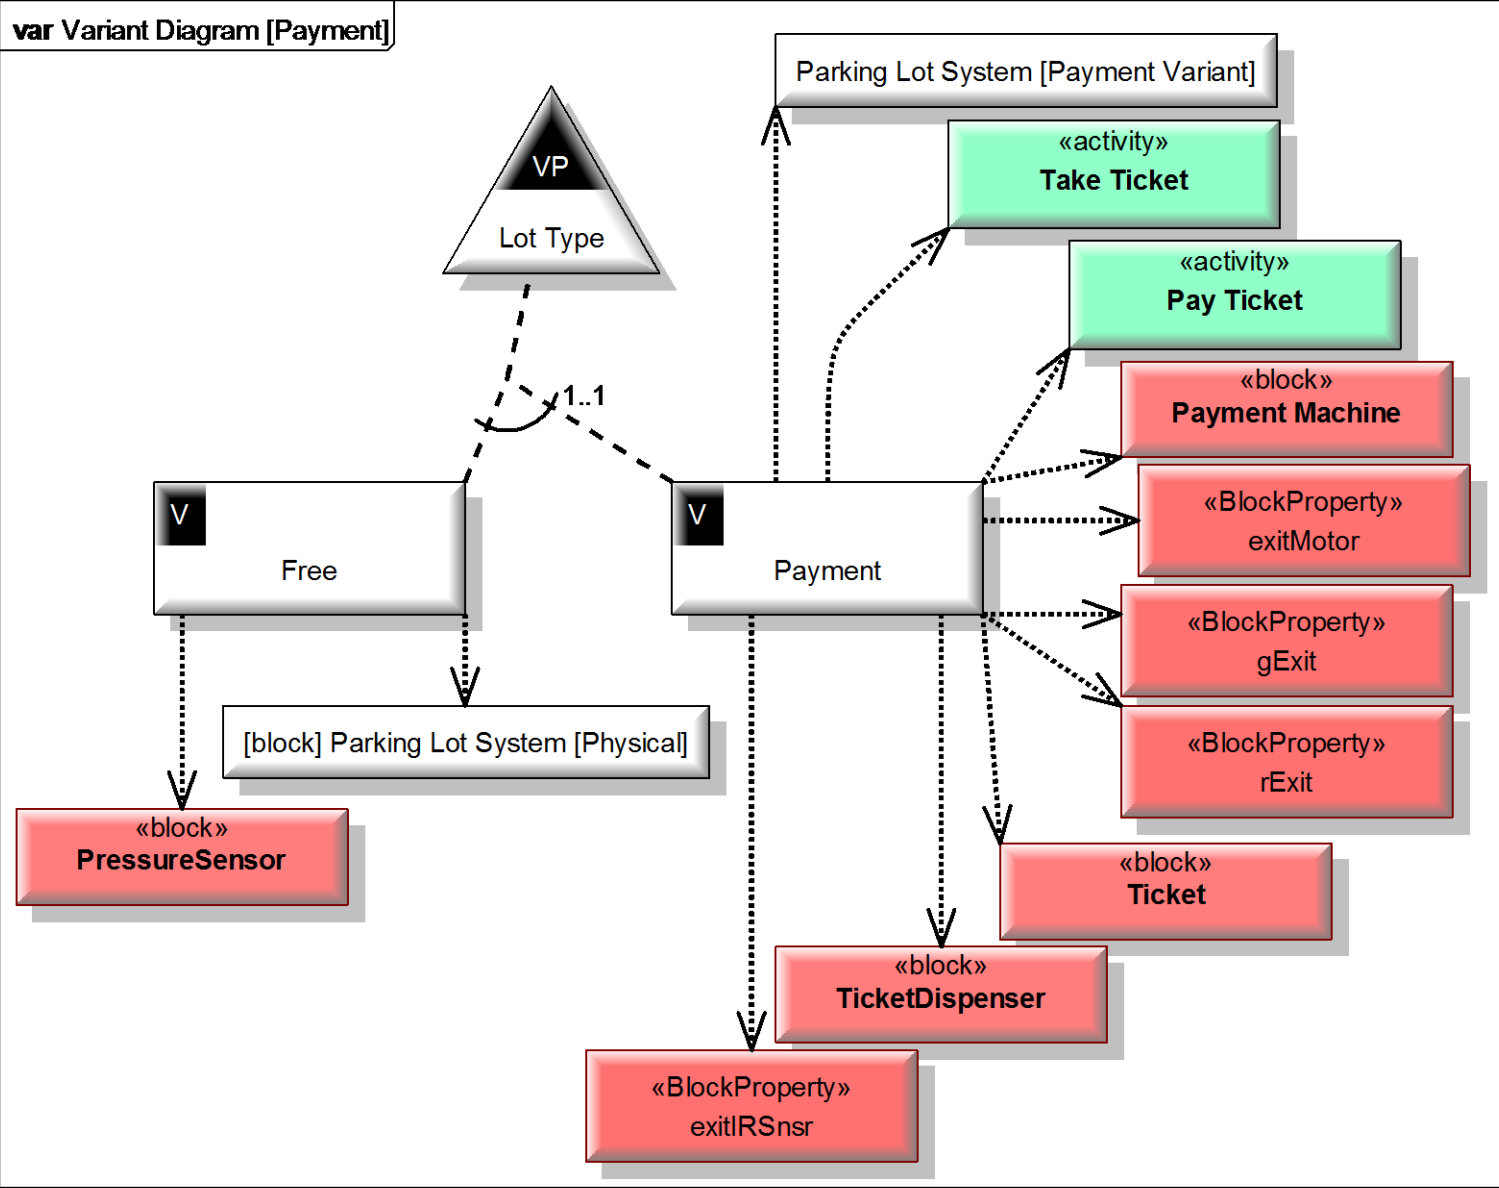 var Variant Diagram [Payment]
Parking Lot System [Payment Variant]
«activity»
Take Ticket
VP
Lot Type
«activity»
Pay Ticket
1..1
«block»
Payment Machine
V
Free
V
Payment
«BlockProperty»
exitMotor
«BlockProperty»
gExit
[block] Parking Lot System [Physical]
«BlockProperty»
rExit
«block»
PressureSensor
«block»
Ticket
«block»
TicketDispenser
«BlockProperty»
exitIRSnsr